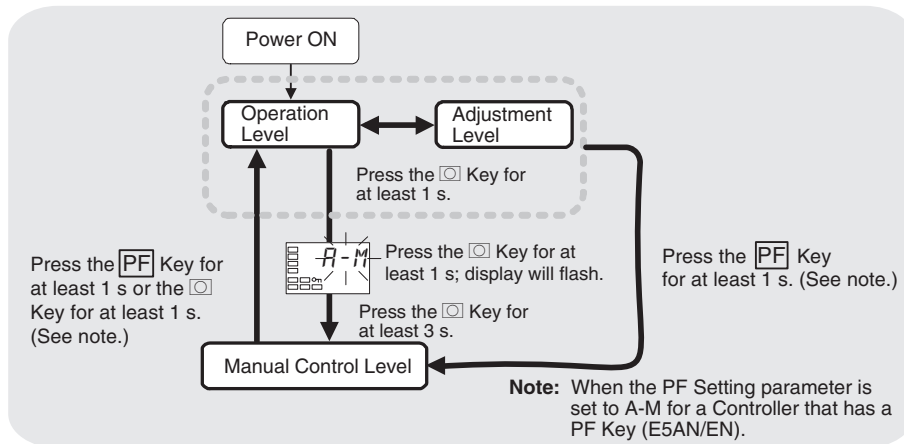 Power ON
Operation
Level
Adjustment
Level
Press the Key for
at least 1 s.
A-M
Press the Key for at
least 1 s; display will flash.
Press the PF Key for
at least 1 s or the
Key for at least 1 s.
(See note.)
Press the PF Key
for at least 1 s. (See note.)
Press the Key for
at least 3 s.
Manual Control Level
Note: When the PF Setting parameter is
set to A-M for a Controller that has a
PF Key (E5AN/EN).